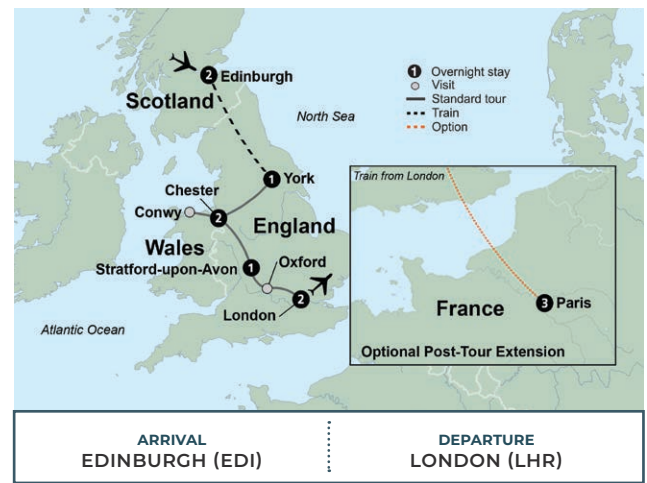 2 Edinburgh
Scotland
North Sea
1 Overnight stay
Visit
Standard tour
Train
Option
1 York
Chester
Conwy
2
England
Wales
Stratford-upon-Avon 1
Oxford
London 2
Atlantic Ocean
Train from London
France
3 Paris
Optional Post-Tour Extension
ARRIVAL
EDINBURGH (EDI)
DEPARTURE
LONDON (LHR)